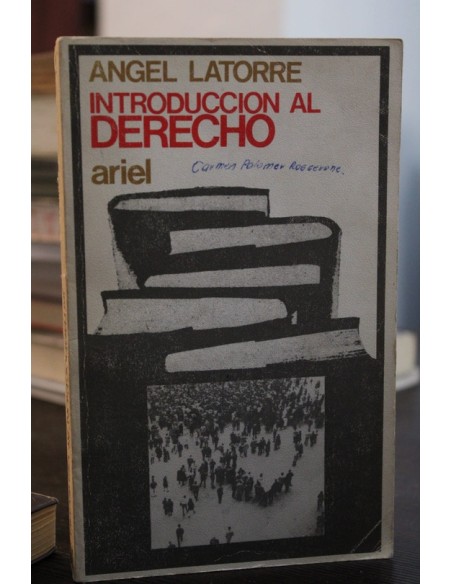 ANGEL LATORRE
INTRODUCCION AL
DERECHO
ariel
Carmen Palomer